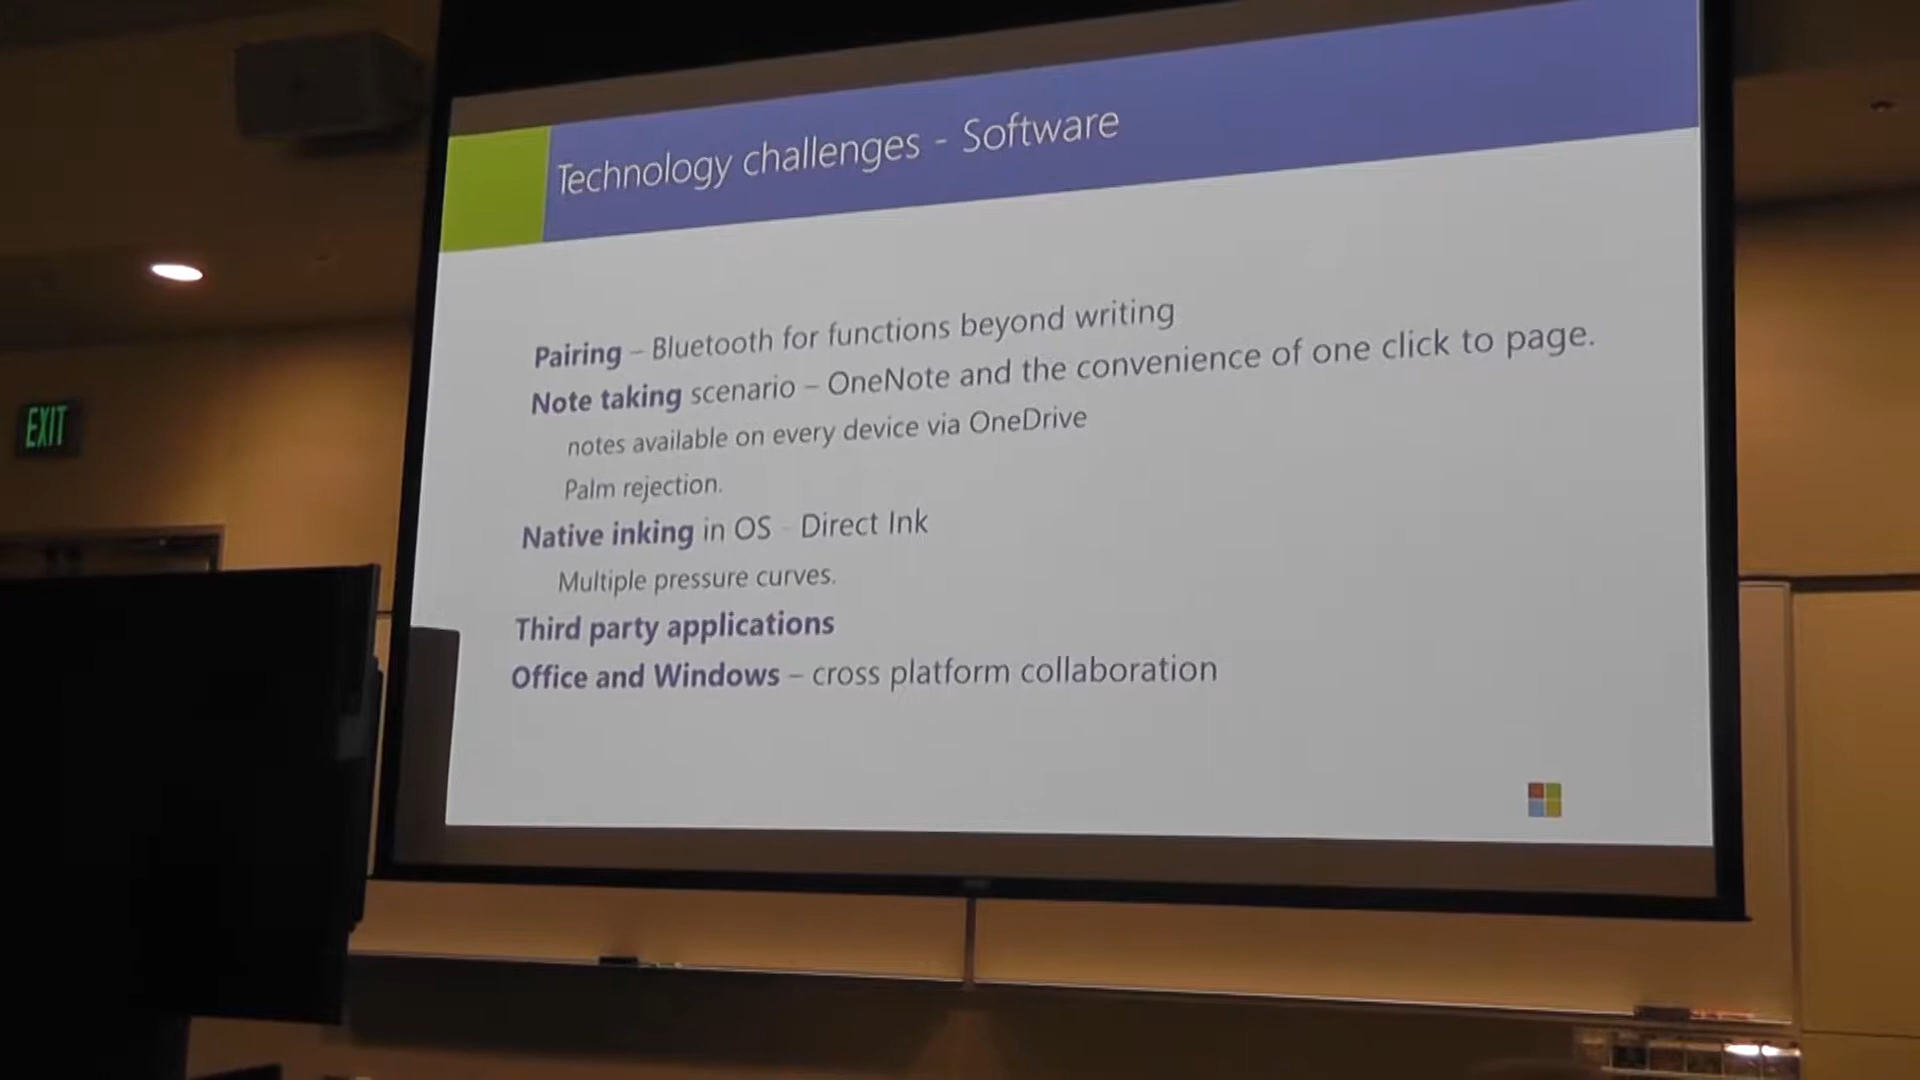 Technology challenges - Software
Pairing – Bluetooth for functions beyond writing
Note taking scenario – OneNote and the convenience of one click to page.
notes available on every device via OneDrive
Palm rejection.
Native inking in OS - Direct Ink
Multiple pressure curves.
Third party applications
Office and Windows – cross platform collaboration
EXIT